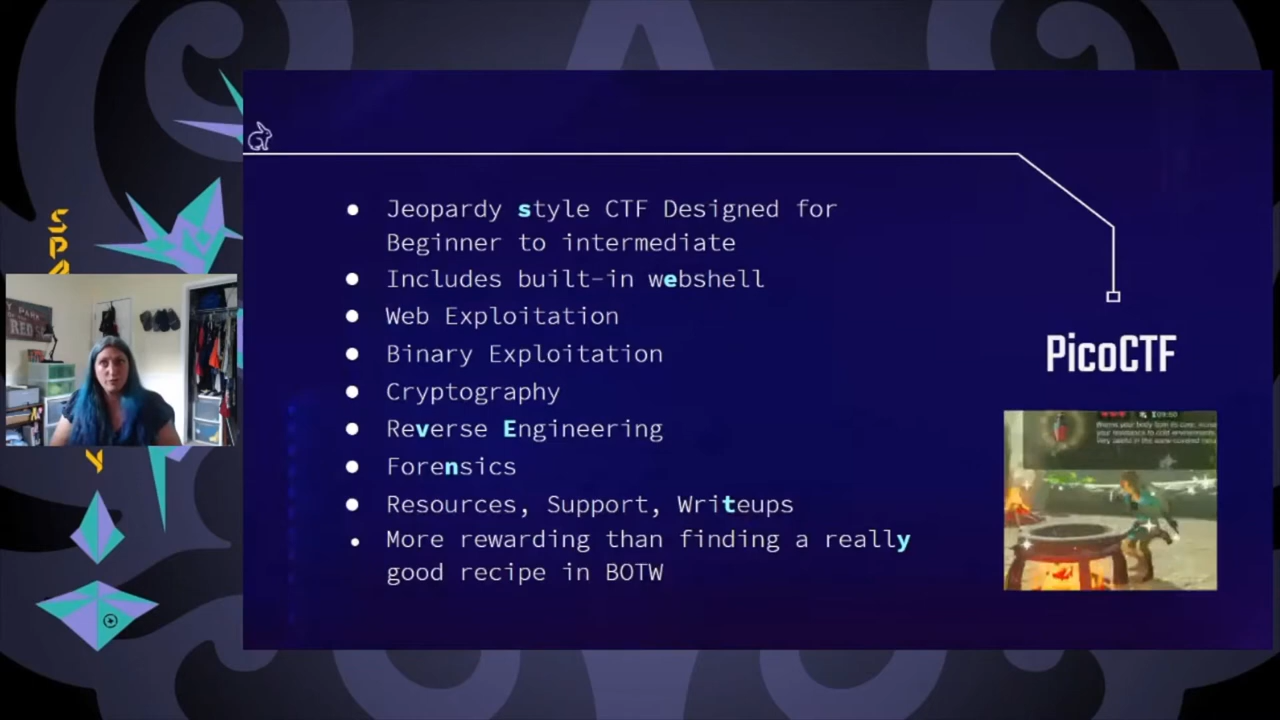 Jeopardy style CTF Designed for
Beginner to intermediate
Includes built-in webshell
Web Exploitation
Binary Exploitation
Cryptography
Reverse Engineering
Forensics
Resources, Support, Writeups
More rewarding than finding a really
good recipe in BOTW
PicoCTF